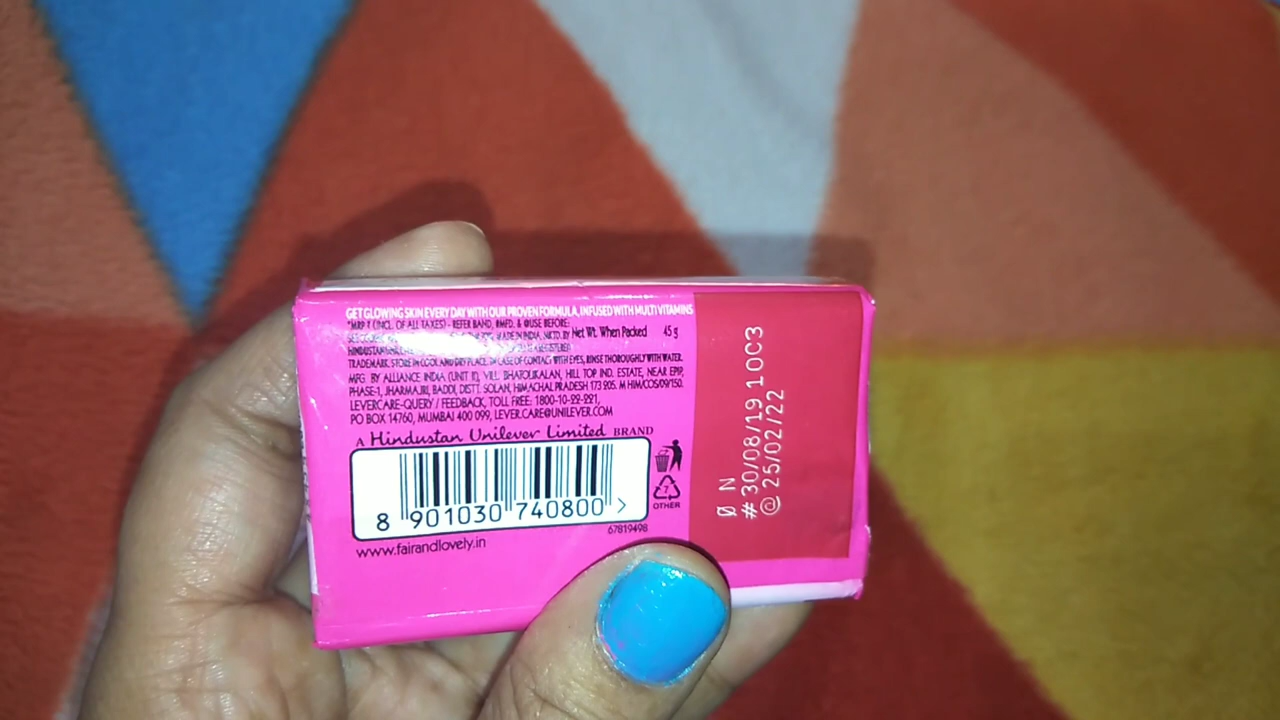 GET GLOWING SKIN EVERY DAY WITH OUR PROVEN FORMULA, INFUSED WITH MULTI VITAMINS
*MRP ₹ (INCL. OF ALL TAXES) - REFER BAND, #MFD. & @USE BEFORE:
MADE IN INDIA, MKTD. BY Net Wt. When Packed 45 g
TRADEMARK. STORE IN COOL AND DRY PLACE. IN CASE OF CONTACT WITH EYES, RINSE THOROUGHLY WITH WATER.
MFG. BY ALLIANCE INDIA (UNIT II), VILL. BHATOLIKALAN, HILL TOP IND. ESTATE, NEAR EPIP,
PHASE-1, JHARMAJRI, BADDI, DISTT. SOLAN, HIMACHAL PRADESH 173 205. M HIM/COS/09/150.
LEVERCARE-QUERY / FEEDBACK, TOLL FREE: 1800-10-22-221,
PO BOX 14760, MUMBAI 400 099, LEVER.CARE@UNILEVER.COM
A Hindustan Unilever Limited BRAND
8 901030 740800 >
7
OTHER
67819498
www.fairandlovely.in
Ø N
# 30/08/19 10C3
@ 25/02/22